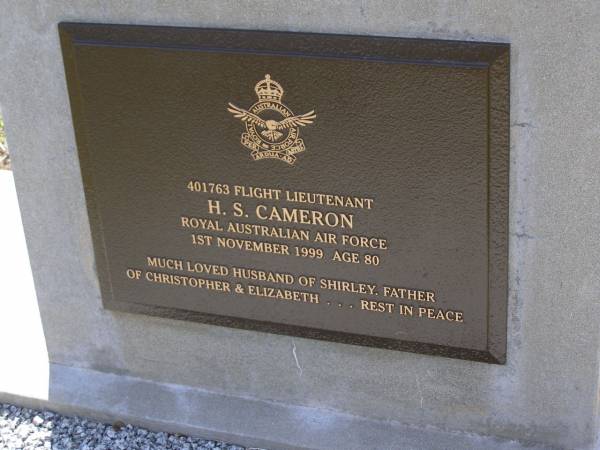 AUSTRALIAN
401763 FLIGHT LIEUTENANT
H. S. CAMERON
ROYAL AUSTRALIAN AIR FORCE
1ST NOVEMBER 1999 AGE 80
MUCH LOVED HUSBAND OF SHIRLEY, FATHER
OF CHRISTOPHER & ELIZABETH . . . REST IN PEACE